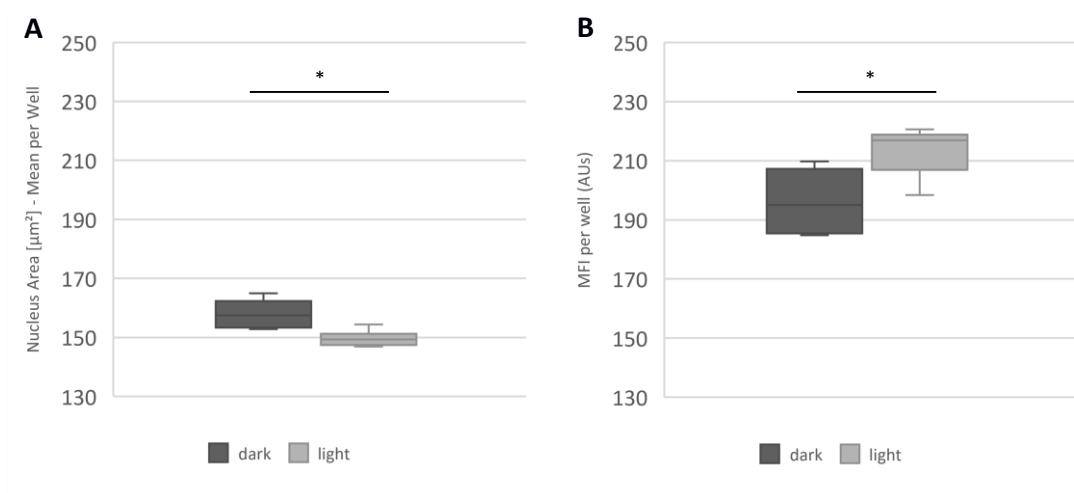 A
250
230
210
190
170
150
130
Nucleus Area [µm²] - Mean per Well
*
dark
light
B
250
230
210
190
170
150
130
MFI per well (AUs)
*
dark
light